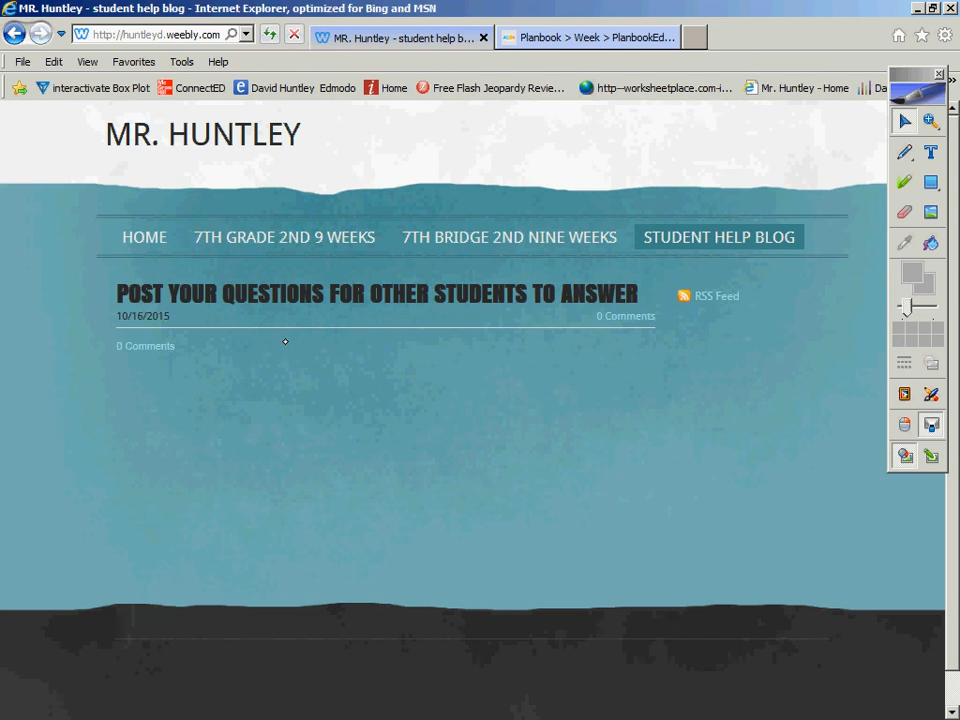 MR. Huntley - student help blog - Internet Explorer, optimized for Bing and MSN
http://huntleyd.weebly.com
MR. Huntley - student help b...
Planbook > Week > PlanbookEd...
File Edit View Favorites Tools Help
interactivate Box Plot ConnectED David Huntley Edmodo Home Free Flash Jeopardy Revie... http--worksheetplace.com-i... Mr. Huntley - Home Da
MR. HUNTLEY
HOME 7TH GRADE 2ND 9 WEEKS 7TH BRIDGE 2ND NINE WEEKS STUDENT HELP BLOG
POST YOUR QUESTIONS FOR OTHER STUDENTS TO ANSWER
RSS Feed
10/16/2015 0 Comments
0 Comments